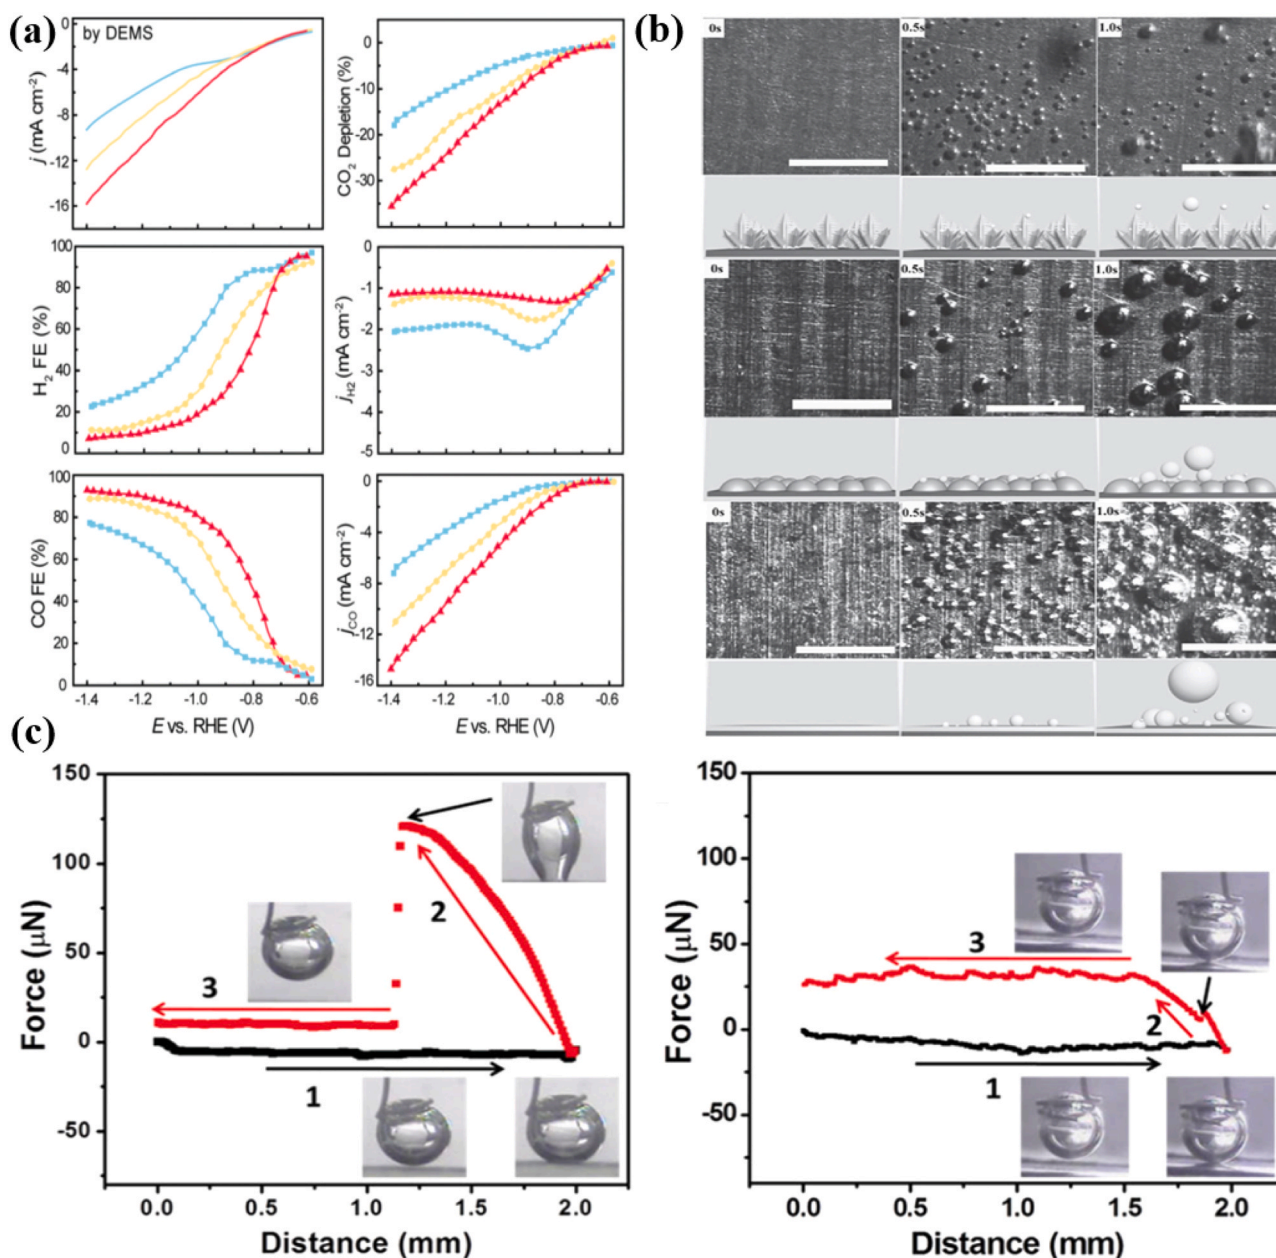 (a)
by DEMS
j (mA cm⁻²)
0
-4
-8
-12
-16
CO₂ Depletion (%)
0
-10
-20
-30
H₂ FE (%)
100
80
60
40
20
0
j_H2 (mA cm⁻²)
0
-1
-2
-3
-4
-5
CO FE (%)
100
80
60
40
20
0
j_CO (mA cm⁻²)
0
-4
-8
-12
-16
-1.4 -1.2 -1.0 -0.8 -0.6
E vs. RHE (V)
-1.4 -1.2 -1.0 -0.8 -0.6
E vs. RHE (V)
(b)
0s 0.5s 1.0s
0s 0.5s 1.0s
0s 0.5s 1.0s
(c)
Force (μN)
150
100
50
0
-50
1
2
3
0.0 0.5 1.0 1.5 2.0
Distance (mm)
Force (μN)
150
100
50
0
-50
1
2
3
0.0 0.5 1.0 1.5 2.0
Distance (mm)